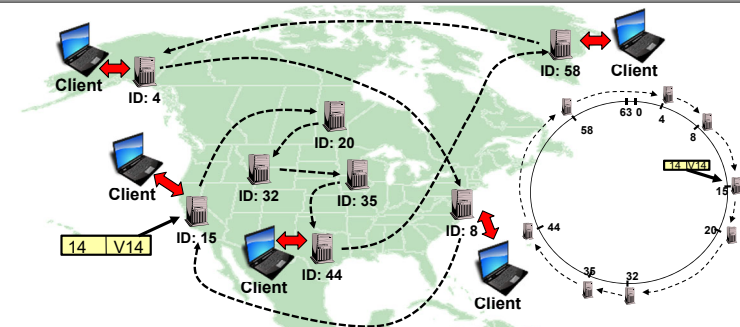 Client
ID: 4
ID: 58
Client
ID: 20
Client
ID: 32
ID: 35
ID: 15
14 V14
ID: 44
Client
ID: 8
Client
63 0
4
8
58
14 V14
15
20
44
35
32